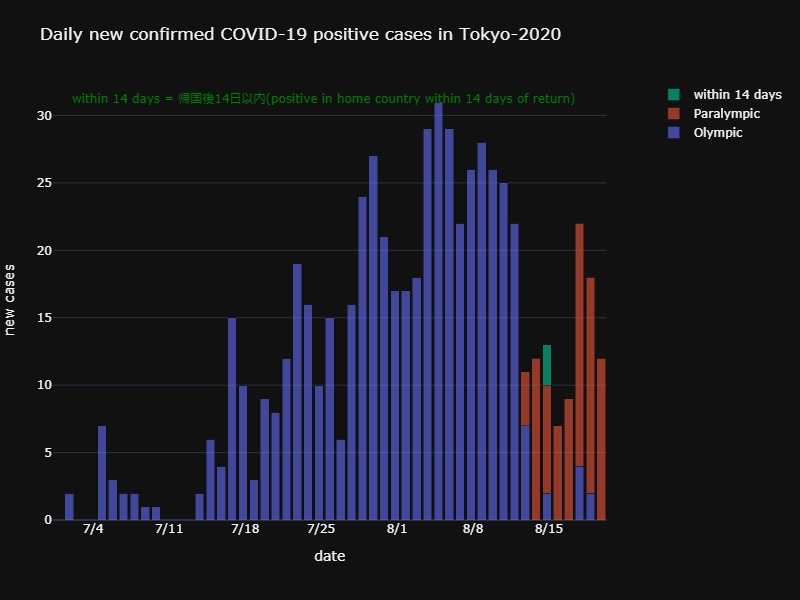 Daily new confirmed COVID-19 positive cases in Tokyo-2020
within 14 days = 帰国後14日以内(positive in home country within 14 days of return)
within 14 days
Paralympic
Olympic
30
25
20
15
10
5
0
new cases
7/4 7/11 7/18 7/25 8/1 8/8 8/15
date